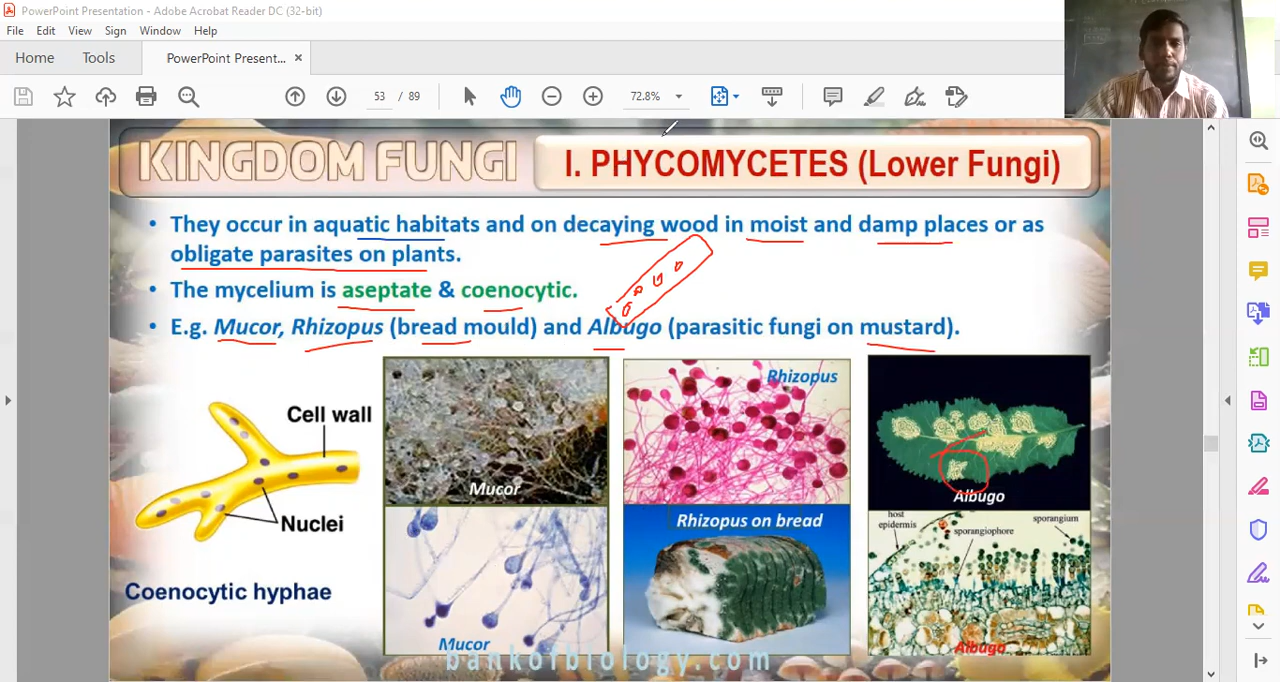 PowerPoint Presentation - Adobe Acrobat Reader DC (32-bit)
File Edit View Sign Window Help
Home Tools PowerPoint Present... ×
53 / 89 72.8%
KINGDOM FUNGI I. PHYCOMYCETES (Lower Fungi)
• They occur in aquatic habitats and on decaying wood in moist and damp places or as
obligate parasites on plants.
• The mycelium is aseptate & coenocytic.
• E.g. Mucor, Rhizopus (bread mould) and Albugo (parasitic fungi on mustard).
Cell wall
Nuclei
Coenocytic hyphae
Mucor
Mucor
Rhizopus
Rhizopus on bread
Albugo
host
epidermis
sporangiophore
sporangium
Albugo
bankofbiology.com